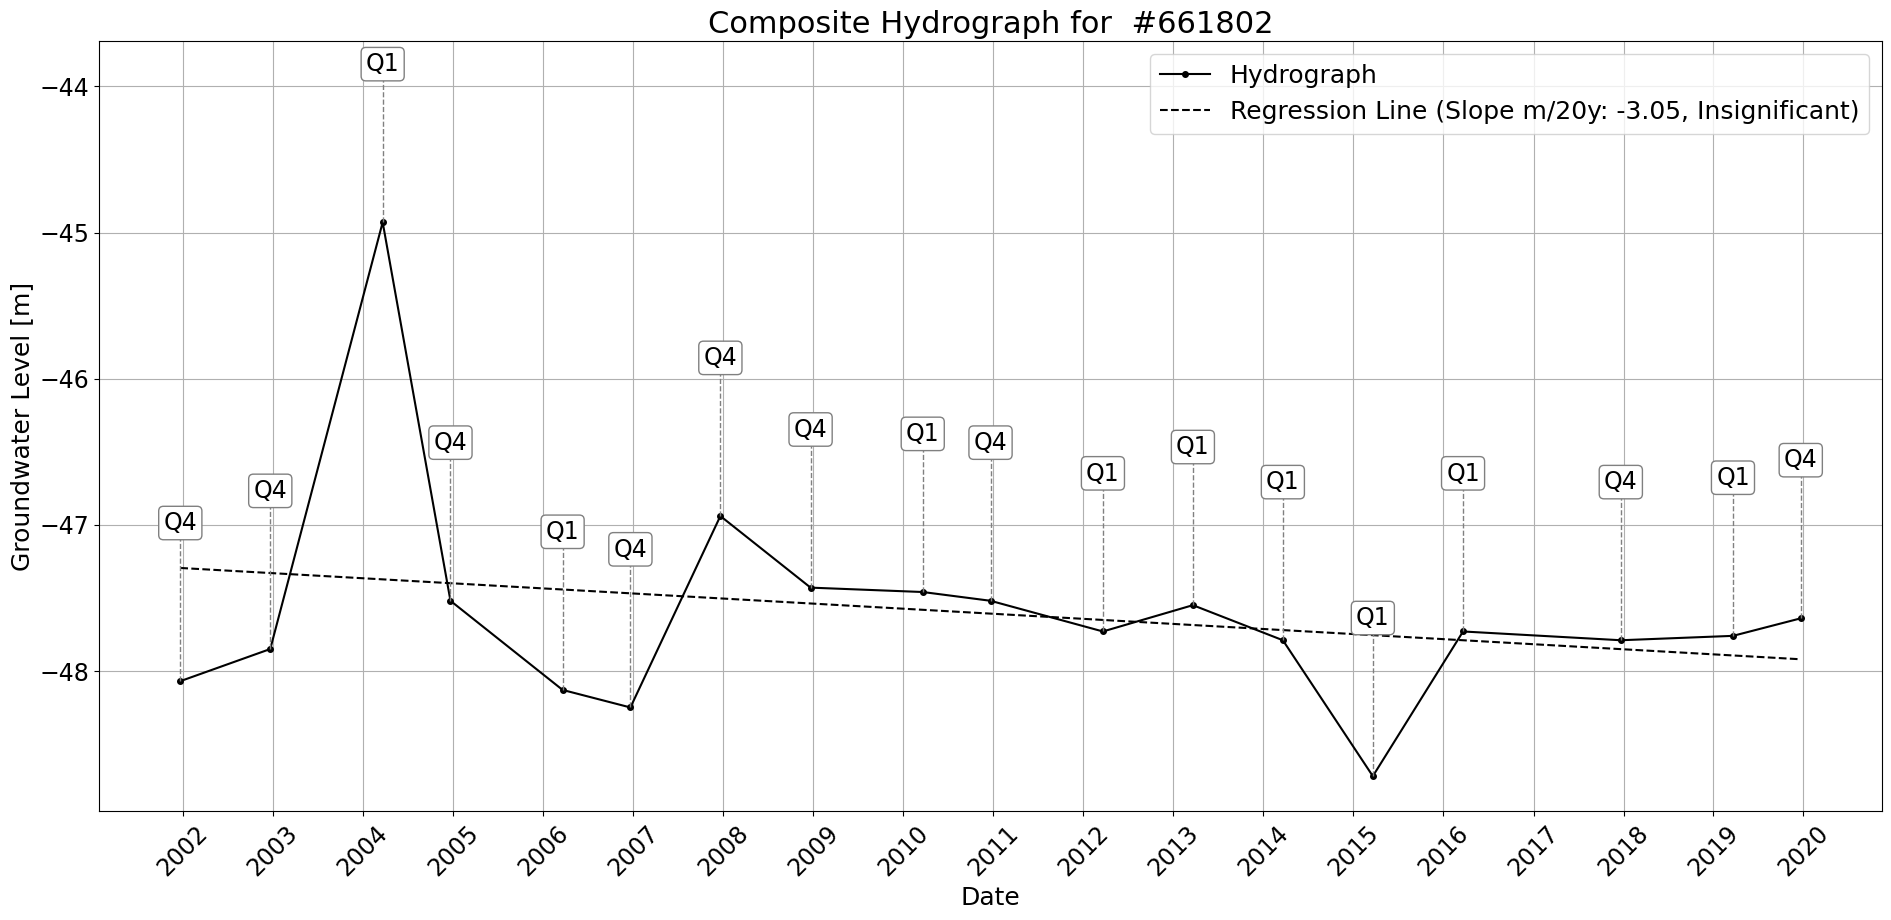 Composite Hydrograph for  #661802
Hydrograph
Regression Line (Slope m/20y: -3.05, Insignificant)
Groundwater Level [m]
−44
−45
−46
−47
−48
Q4
Q4
Q1
Q4
Q1
Q4
Q4
Q4
Q1
Q4
Q1
Q1
Q1
Q1
Q1
Q4
Q1
Q4
2002
2003
2004
2005
2006
2007
2008
2009
2010
2011
2012
2013
2014
2015
2016
2017
2018
2019
2020
Date